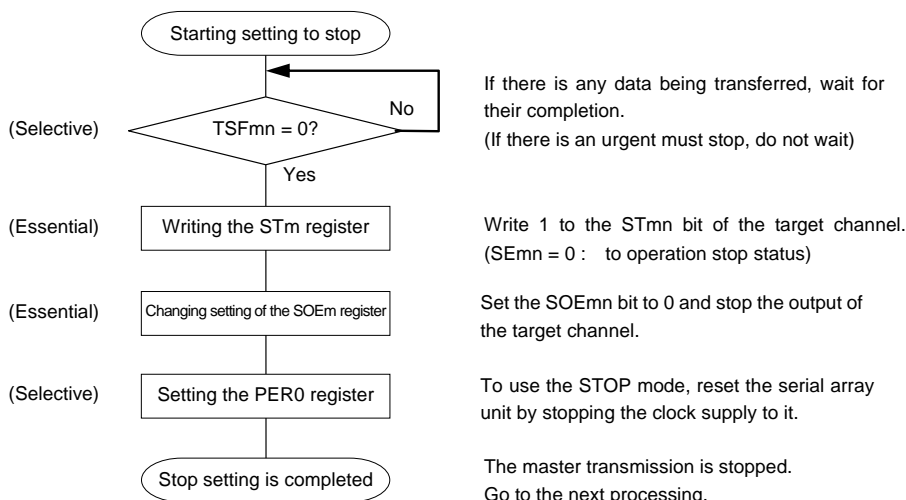 Starting setting to stop
No
If there is any data being transferred, wait for
their completion.
(If there is an urgent must stop, do not wait)
(Selective)
TSFmn = 0?
Yes
(Essential)
Writing the STm register
Write 1 to the STmn bit of the target channel.
(SEmn = 0 : to operation stop status)
(Essential)
Changing setting of the SOEm register
Set the SOEmn bit to 0 and stop the output of
the target channel.
(Selective)
Setting the PER0 register
To use the STOP mode, reset the serial array
unit by stopping the clock supply to it.
Stop setting is completed
The master transmission is stopped.
Go to the next processing.